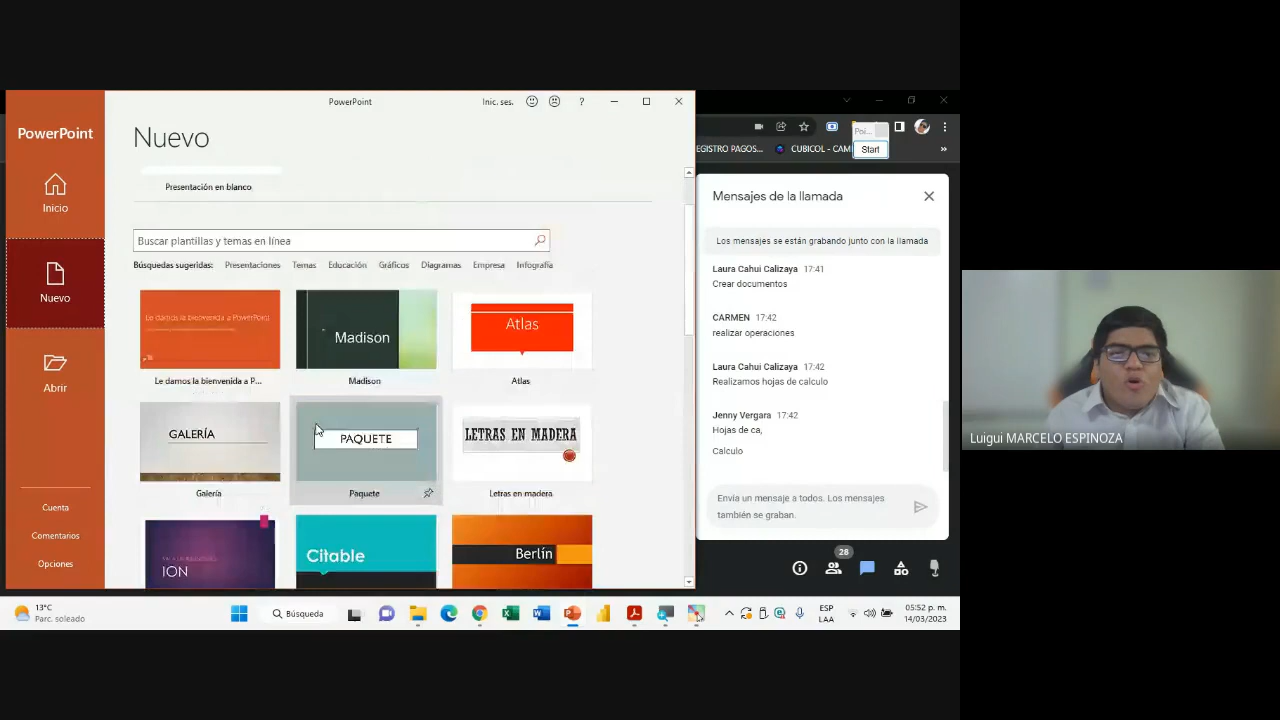 PowerPoint
Inic. ses.
?
PowerPoint
Nuevo
Inicio
Nuevo
Abrir
Cuenta
Comentarios
Opciones
Presentación en blanco
Buscar plantillas y temas en línea
Búsquedas sugeridas: Presentaciones Temas Educación Gráficos Diagramas Empresa Infografía
Le damos la bienvenida a PowerPoint
Madison
Atlas
Le damos la bienvenida a P...
Madison
Atlas
GALERÍA
PAQUETE
LETRAS EN MADERA
Galería
Paquete
Letras en madera
ION
Citable
Berlín
Poi...
Start
EGISTRO PAGOS...
CUBICOL - CAM
»
Mensajes de la llamada
Los mensajes se están grabando junto con la llamada
Laura Cahui Calizaya 17:41
Crear documentos
CARMEN 17:42
realizar operaciones
Laura Cahui Calizaya 17:42
Realizamos hojas de calculo
Jenny Vergara 17:42
Hojas de ca,
Calculo
Envía un mensaje a todos. Los mensajes
también se graban.
28
Luigui MARCELO ESPINOZA
13°C
Parc. soleado
Búsqueda
ESP
LAA
05:52 p. m.
14/03/2023